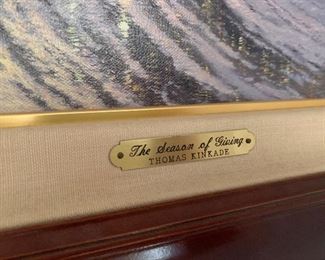 The Season of Giving
THOMAS KINKADE